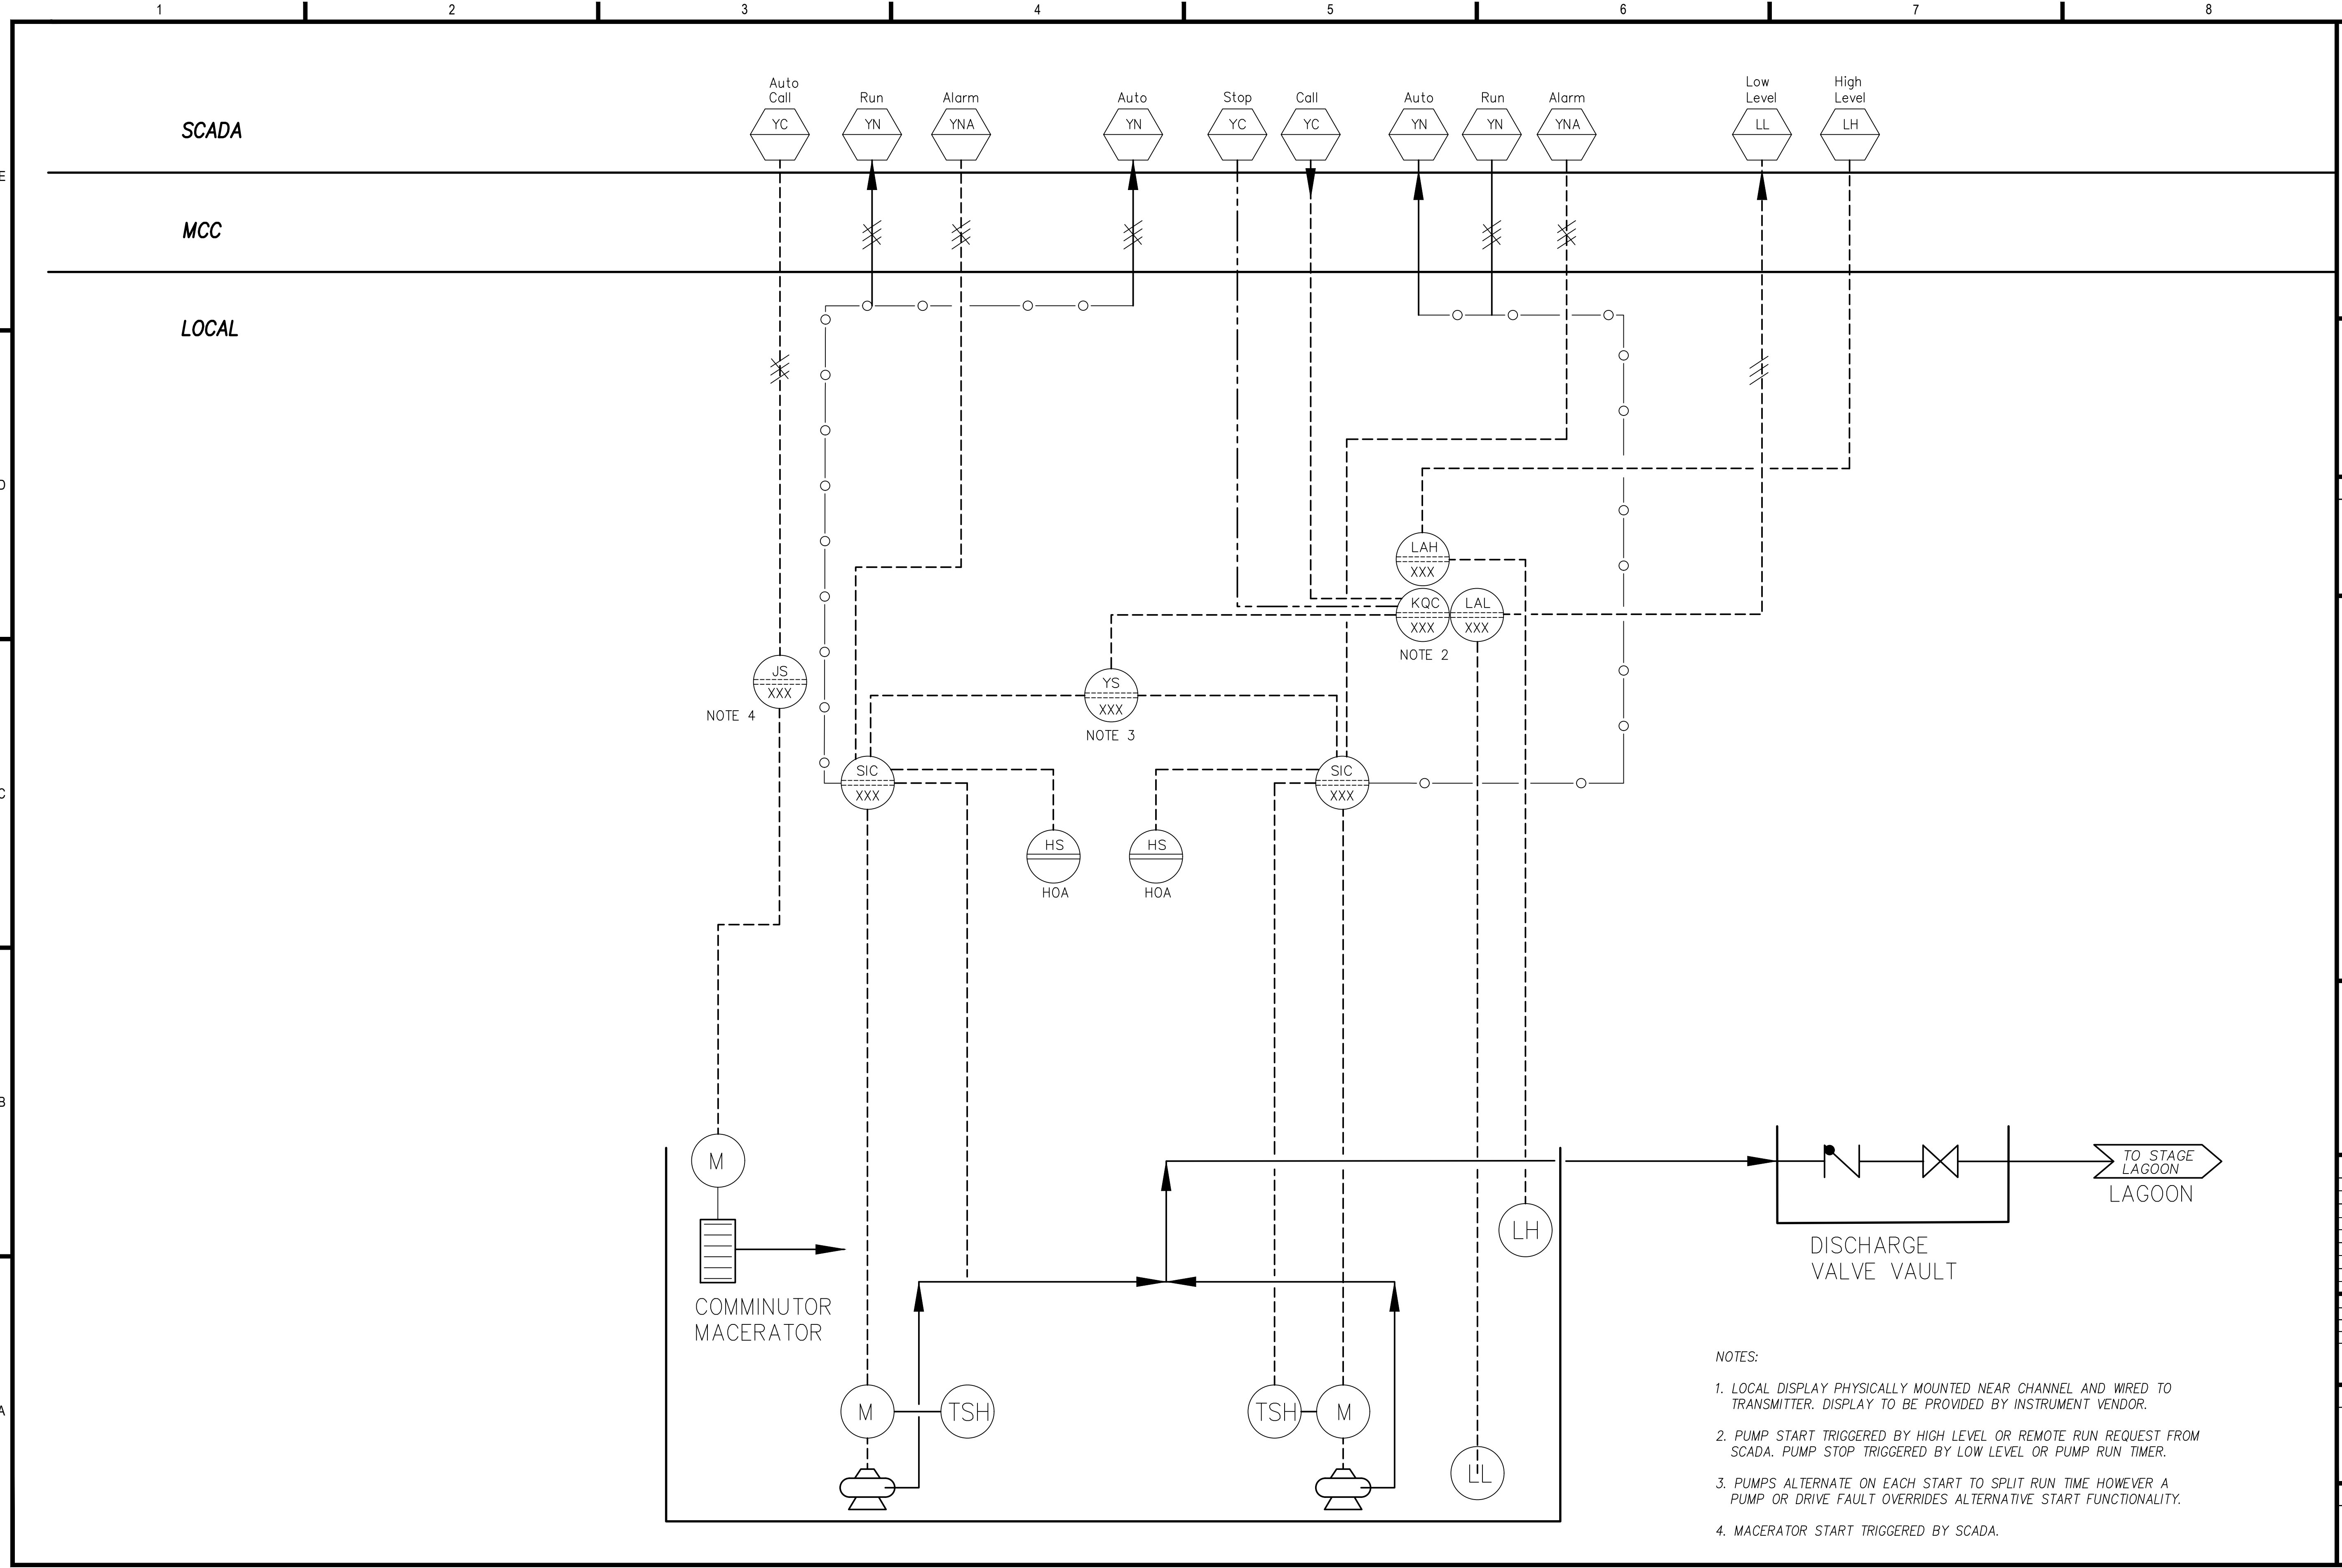 1 2 3 4 5 6 7 8
Auto
Call
Run
Alarm
Auto
Stop
Call
Auto
Run
Alarm
Low
Level
High
Level
SCADA
YC YN YNA YN YC YC YN YN YNA LL LH
E
MCC
LOCAL
D
LAH
XXX
KQC
XXX
LAL
XXX
NOTE 2
JS
XXX
NOTE 4
YS
XXX
NOTE 3
SIC
XXX
SIC
XXX
C
HS
HOA
HS
HOA
B
M
TO STAGE
LAGOON
LAGOON
LH
DISCHARGE
VALVE VAULT
COMMINUTOR
MACERATOR
A
M TSH TSH M
LL
NOTES:
1. LOCAL DISPLAY PHYSICALLY MOUNTED NEAR CHANNEL AND WIRED TO
TRANSMITTER. DISPLAY TO BE PROVIDED BY INSTRUMENT VENDOR.
2. PUMP START TRIGGERED BY HIGH LEVEL OR REMOTE RUN REQUEST FROM
SCADA. PUMP STOP TRIGGERED BY LOW LEVEL OR PUMP RUN TIMER.
3. PUMPS ALTERNATE ON EACH START TO SPLIT RUN TIME HOWEVER A
PUMP OR DRIVE FAULT OVERRIDES ALTERNATIVE START FUNCTIONALITY.
4. MACERATOR START TRIGGERED BY SCADA.